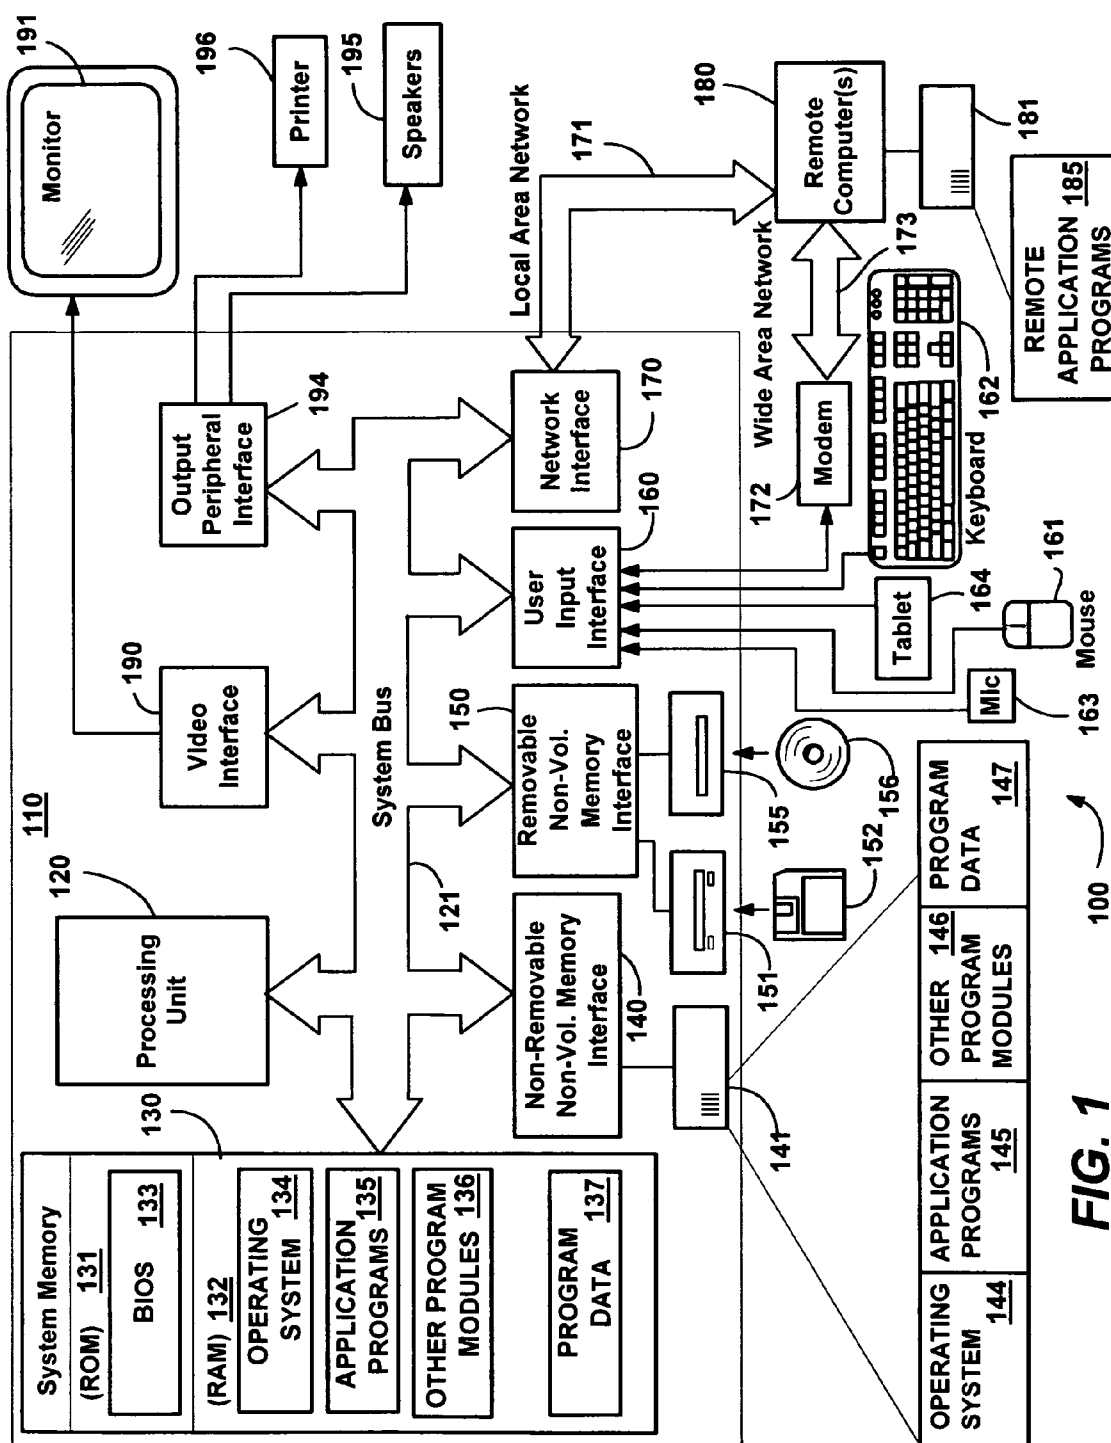 110
System Memory
(ROM) 131
BIOS 133
(RAM) 132
OPERATING
SYSTEM 134
APPLICATION
PROGRAMS 135
OTHER PROGRAM
MODULES 136
PROGRAM
DATA 137
130
Processing
Unit
120
Video
Interface
190
Output
Peripheral
Interface
194
Monitor
191
Printer
196
Speakers
195
System Bus
121
Non-Removable
Non-Vol. Memory
Interface
140
Removable
Non-Vol.
Memory
Interface
150
User
Input
Interface
160
Network
Interface
170
Local Area Network
171
141
151
152
155
156
Wide Area Network
173
Modem
172
Remote
Computer(s)
180
181
Keyboard
162
Tablet
164
Mouse
161
Mic
163
OPERATING
SYSTEM 144
APPLICATION
PROGRAMS
145
OTHER 146
PROGRAM
MODULES
PROGRAM
DATA 147
REMOTE
APPLICATION 185
PROGRAMS
100
FIG. 1